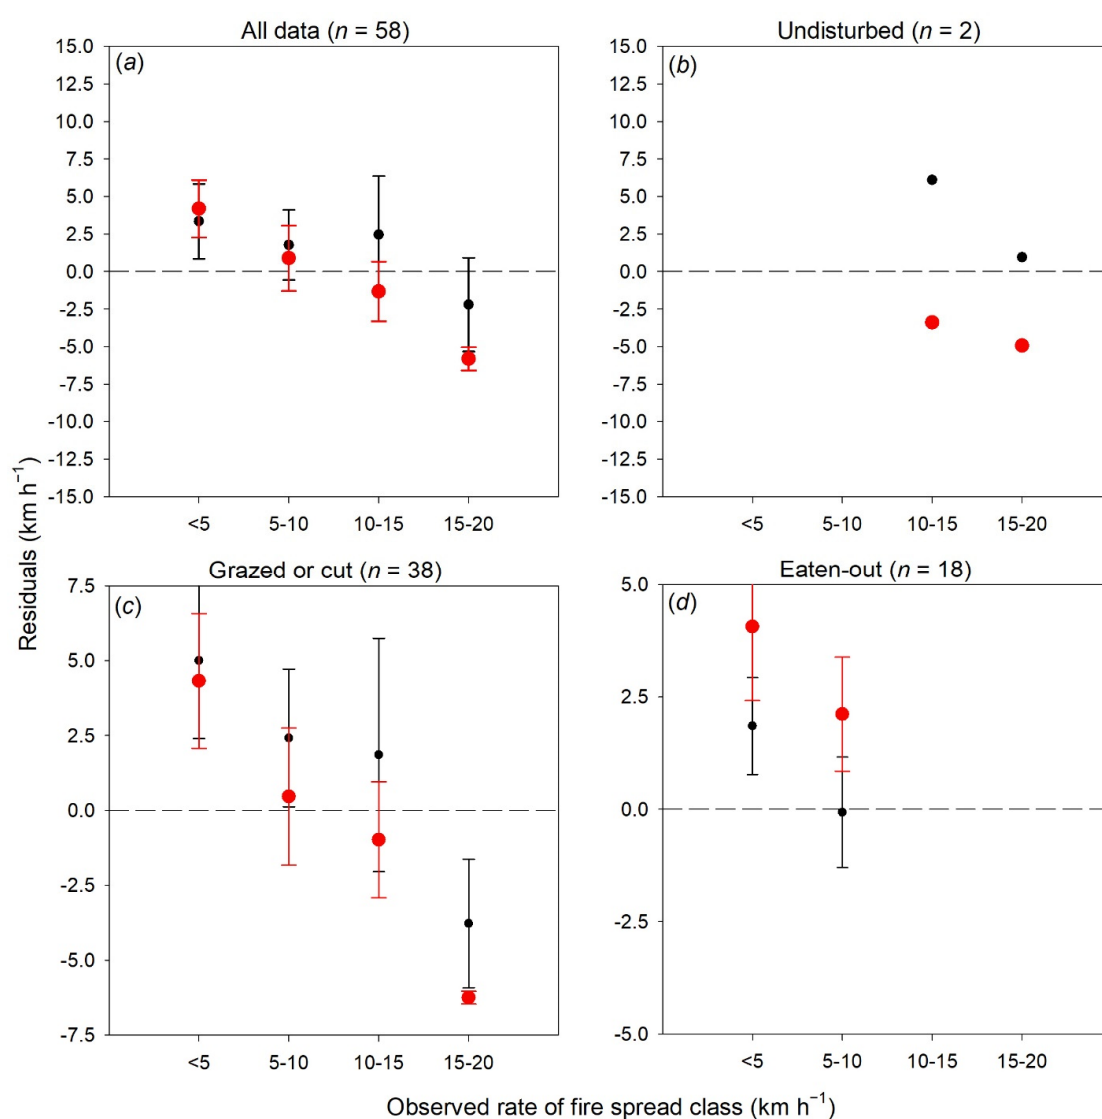 All data (n = 58)
(a)
15.0
12.5
10.0
7.5
5.0
2.5
0.0
-2.5
-5.0
-7.5
-10.0
-12.5
-15.0
<5 5-10 10-15 15-20
Undisturbed (n = 2)
(b)
15.0
12.5
10.0
7.5
5.0
2.5
0.0
-2.5
-5.0
-7.5
-10.0
-12.5
-15.0
<5 5-10 10-15 15-20
Residuals (km h⁻¹)
Grazed or cut (n = 38)
(c)
7.5
5.0
2.5
0.0
-2.5
-5.0
-7.5
<5 5-10 10-15 15-20
Eaten-out (n = 18)
(d)
5.0
2.5
0.0
-2.5
-5.0
<5 5-10 10-15 15-20
Observed rate of fire spread class (km h⁻¹)